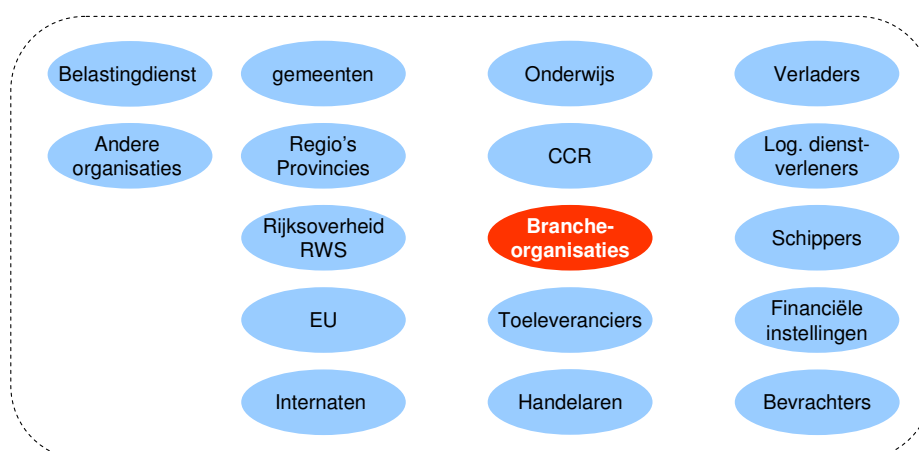 Belastingdienst
gemeenten
Onderwijs
Verladers
Andere
organisaties
Regio's
Provincies
CCR
Log. dienst-
verleners
Rijksoverheid
RWS
Branche-
organisaties
Schippers
EU
Toeleveranciers
Financiële
instellingen
Internaten
Handelaren
Bevrachters